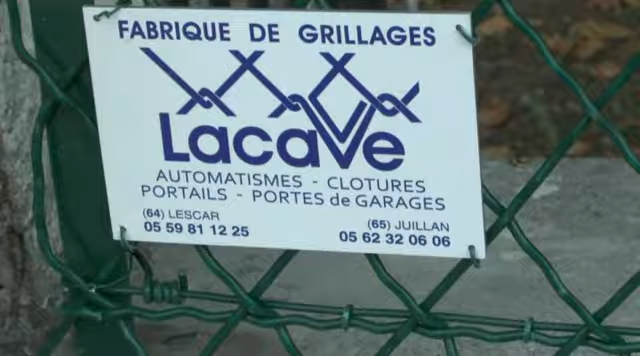 FABRIQUE DE GRILLAGES
LacaVe
AUTOMATISMES - CLOTURES
PORTAILS - PORTES de GARAGES
(64) LESCAR (65) JUILLAN
05 59 81 12 25 05 62 32 06 06